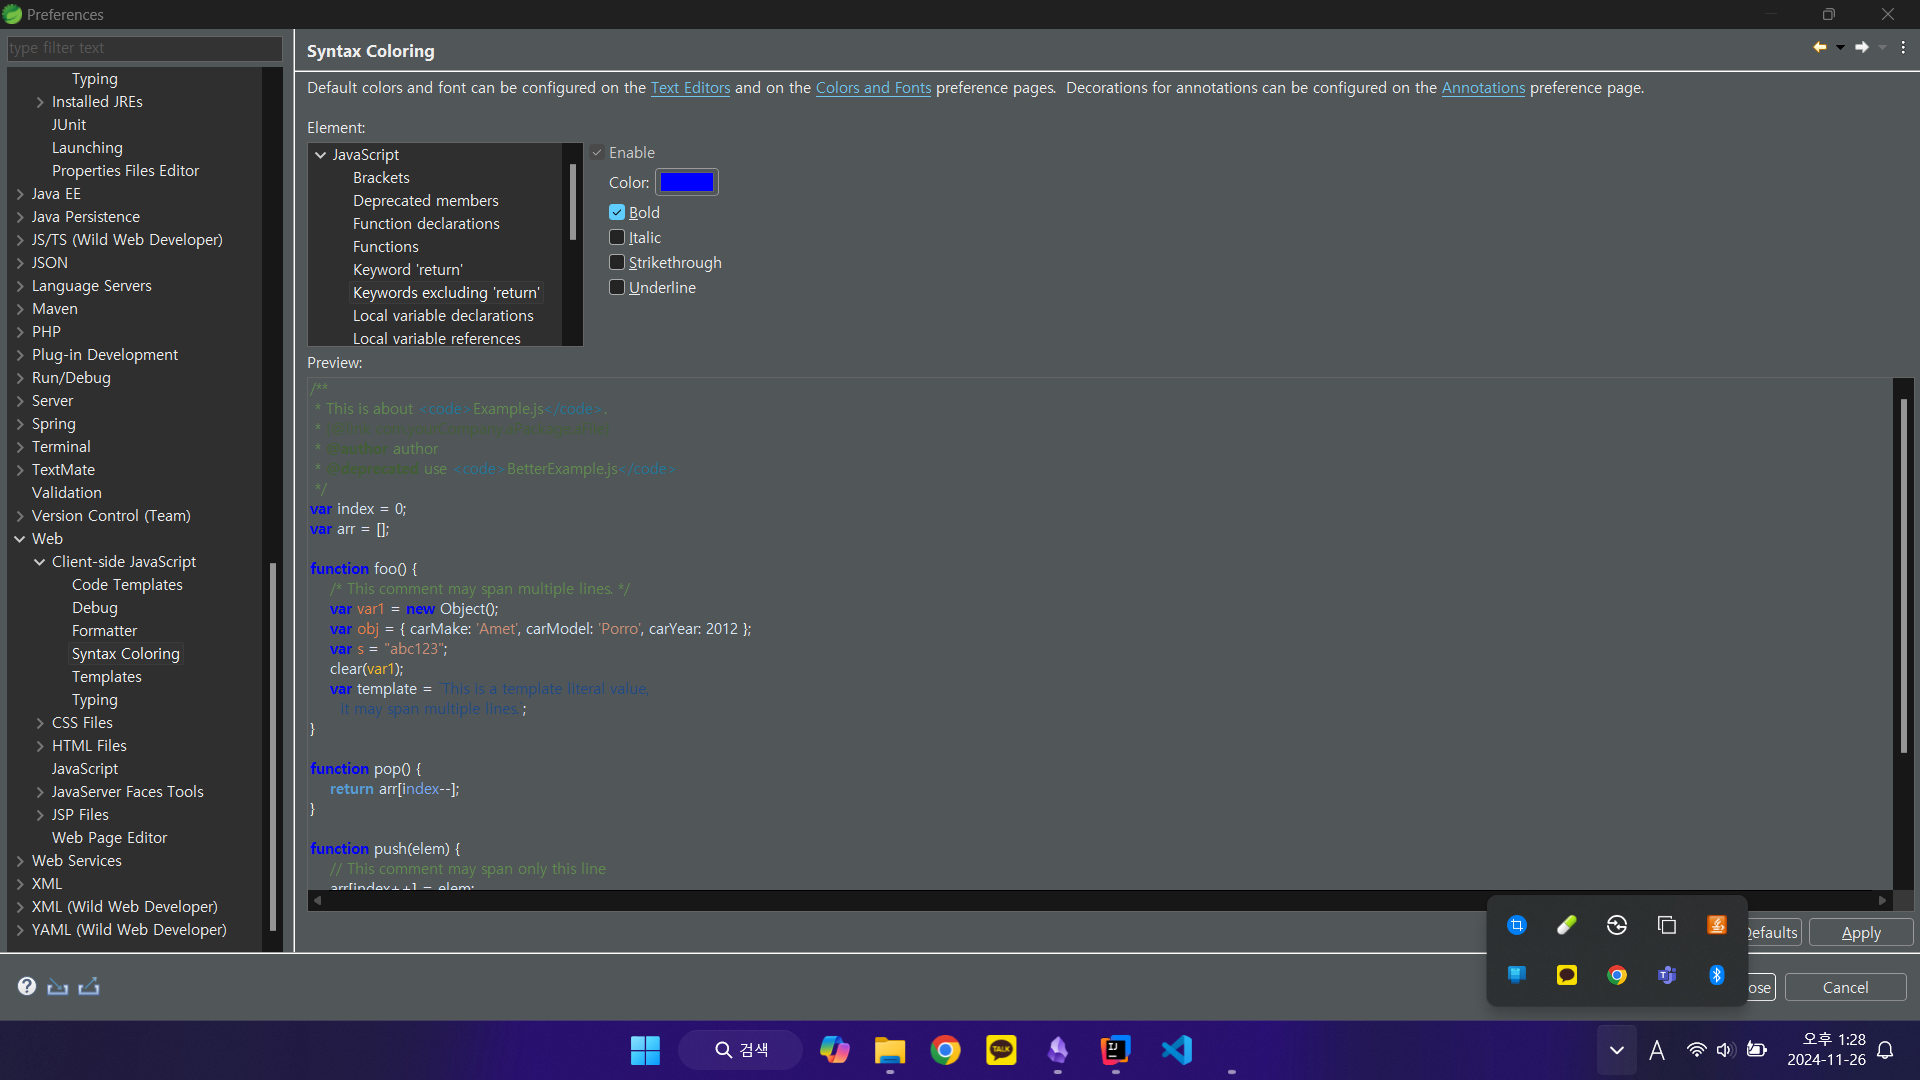 Preferences
type filter text
Typing
Installed JREs
JUnit
Launching
Properties Files Editor
Java EE
Java Persistence
JS/TS (Wild Web Developer)
JSON
Language Servers
Maven
PHP
Plug-in Development
Run/Debug
Server
Spring
Terminal
TextMate
Validation
Version Control (Team)
Web
Client-side JavaScript
Code Templates
Debug
Formatter
Syntax Coloring
Templates
Typing
CSS Files
HTML Files
JavaScript
JavaServer Faces Tools
JSP Files
Web Page Editor
Web Services
XML
XML (Wild Web Developer)
YAML (Wild Web Developer)
Syntax Coloring
Default colors and font can be configured on the Text Editors and on the Colors and Fonts preference pages.  Decorations for annotations can be configured on the Annotations preference page.
Element:
JavaScript
Brackets
Deprecated members
Function declarations
Functions
Keyword 'return'
Keywords excluding 'return'
Local variable declarations
Local variable references
Enable
Color:
Bold
Italic
Strikethrough
Underline
Preview:
/**
* This is about <code>Example.js</code>.
*
* @author author
* @deprecated use <code>BetterExample.js</code>
*/
var index = 0;
var arr = [];
function foo() {
/* This comment may span multiple lines. */
var var1 = new Object();
var obj = { carMake: 'Amet', carModel: 'Porro', carYear: 2012 };
var s = "abc123";
clear(var1);
var template = `This is a template literal value,
It may span multiple lines.`;
}
function pop() {
return arr[index--];
}
function push(elem) {
// This comment may span only this line
arr[index++] = elem;
efaults
Apply
ose
Cancel
검색
TALK
IJ
A
오후 1:28
2024-11-26